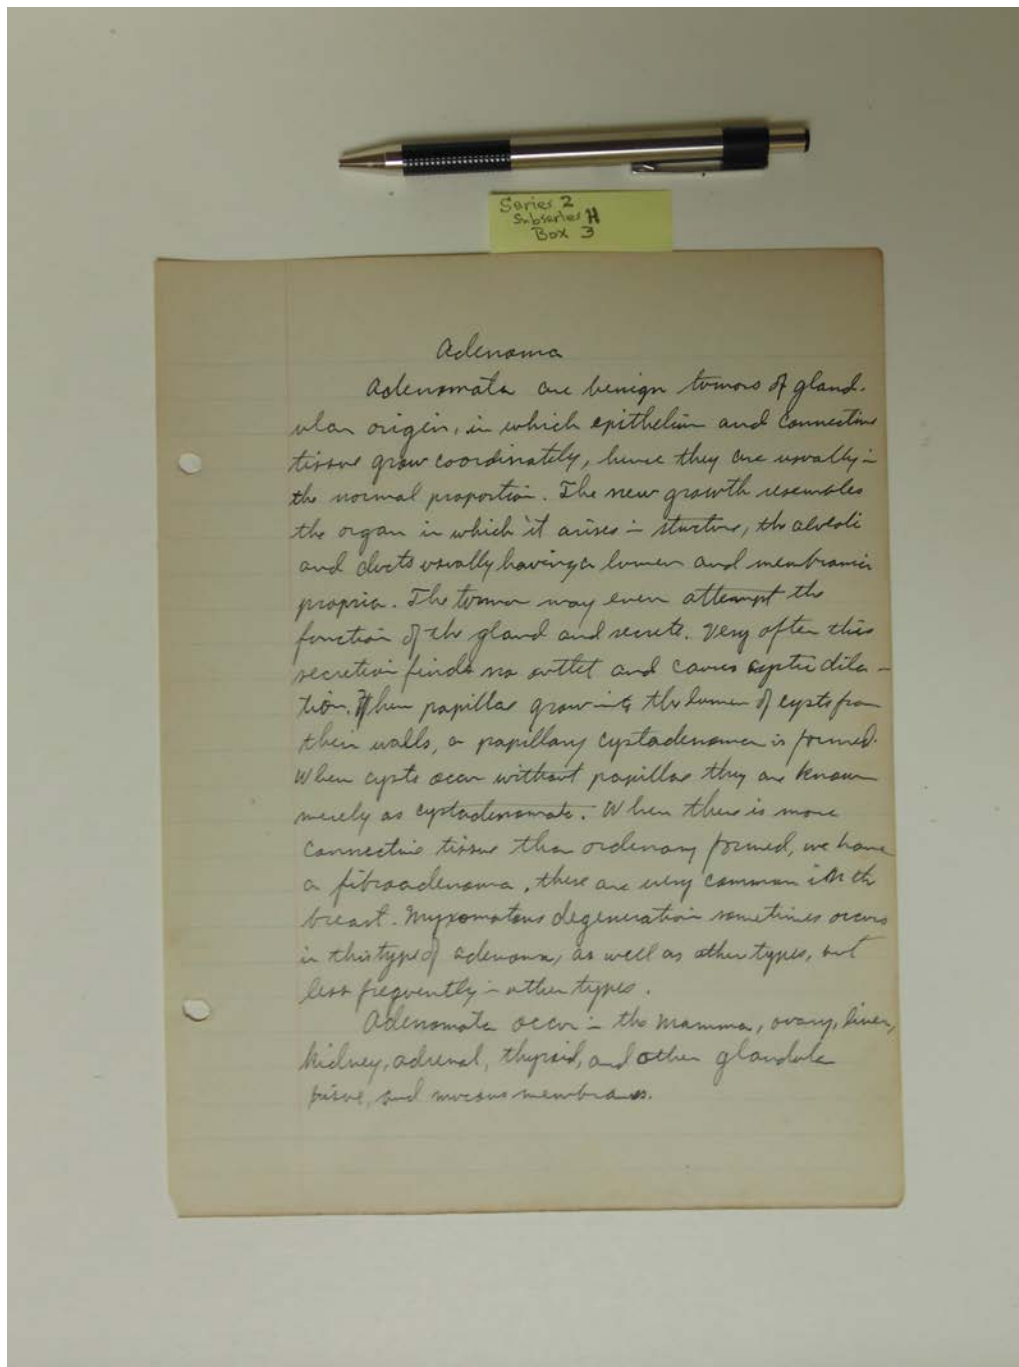 Series 2
Subseries H
Box 3
Adenoma
Adenomata are benign tumors of gland-
ular origin, in which epithelium and connective
tissue grow coordinately, hence they are usually in
the normal proportion. The new growth resembles
the organ in which it arises in structure, the alveoli
and ducts usually having a lumen and membrania
propria. The tumor may even attempt the
function of the gland and secrete. Very often this
secretion finds no outlet and causes cystic dila-
tion. When papillae grow into the lumen of cysts from
their walls, a papillary cystadenoma is formed.
When cysts occur without papillae they are known
merely as cystadenomata. When there is more
connective tissue than ordenary formed, we have
a fibroadenoma, these are very common in th
breast. Myxomatous degeneration sometimes occurs
in this type of adenoma, as well as other types, but
less frequently in other types.
Adenomata occur in the mamma, ovary, liver,
kidney, adrenal, thyroid, and other glandula
tissue, and mucous membranes.